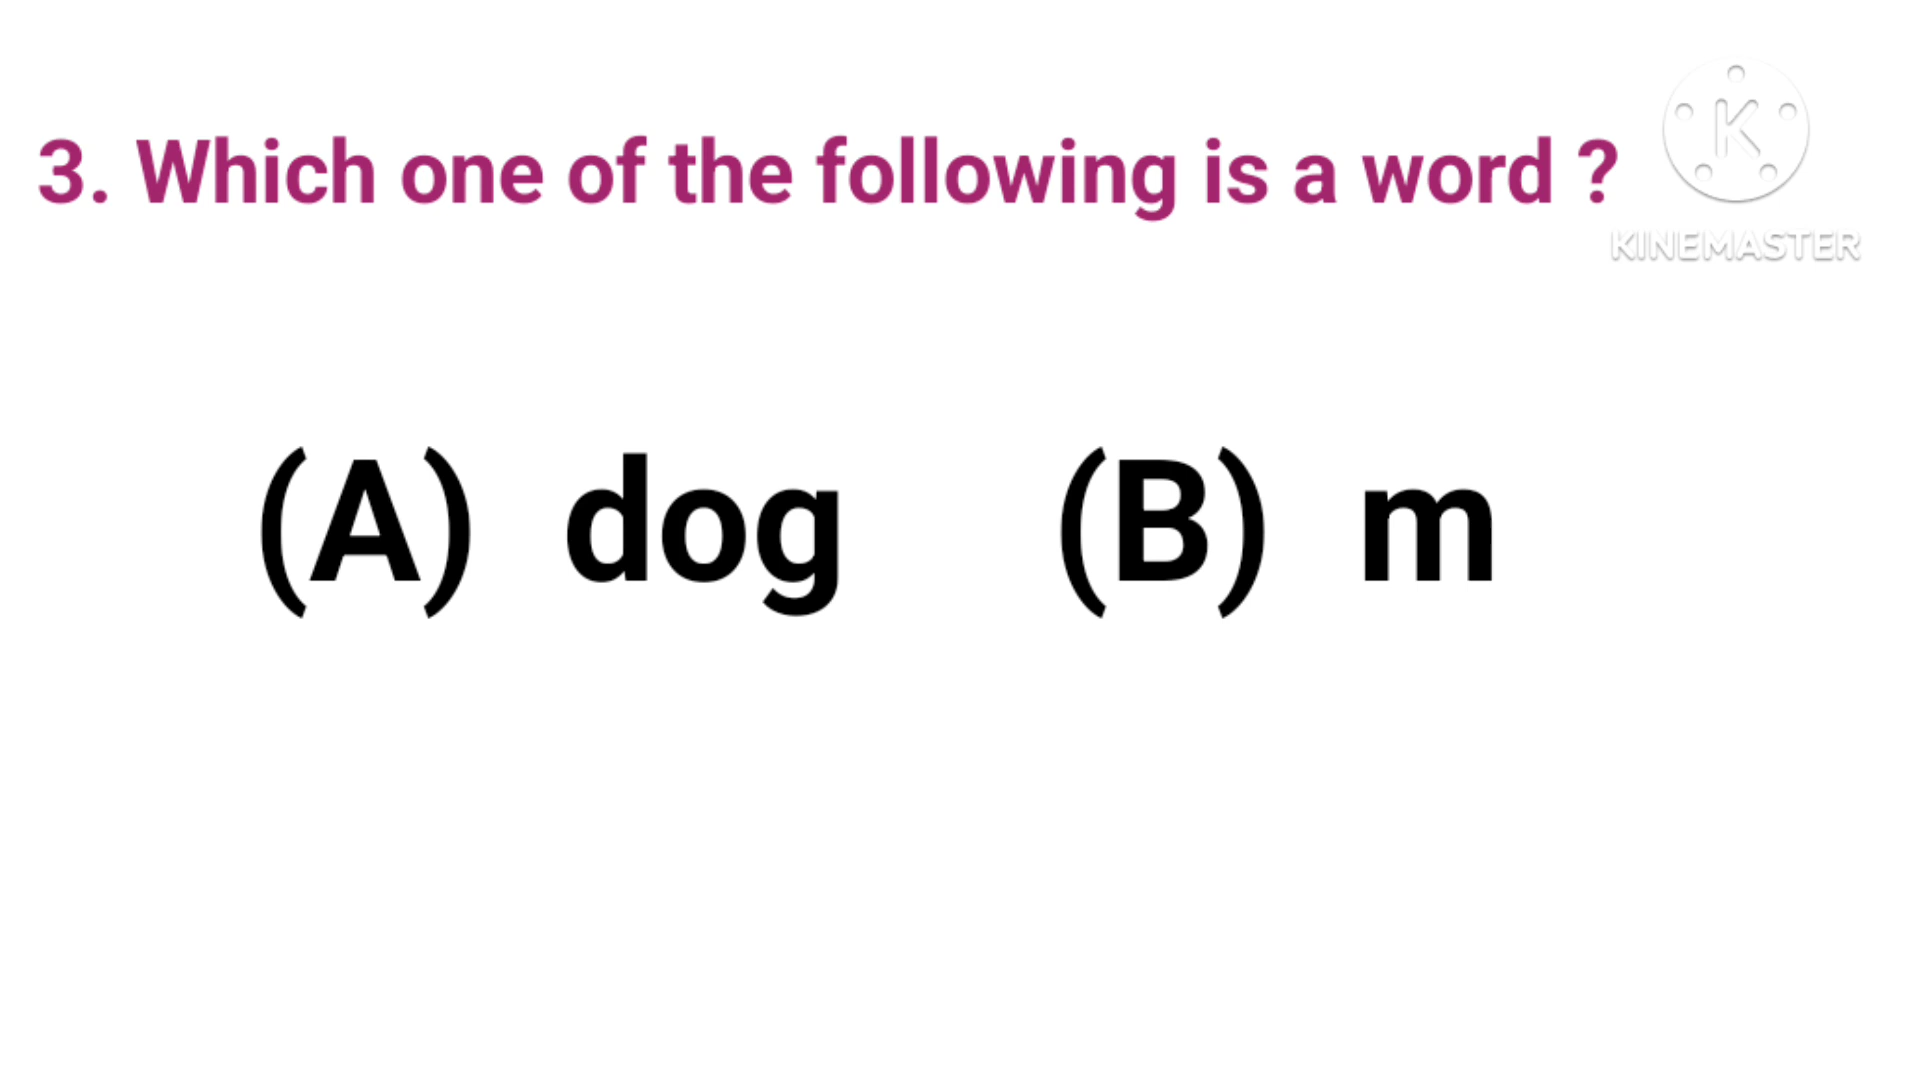 3. Which one of the following is a word ?
K
KINEMASTER
(A) dog (B) m